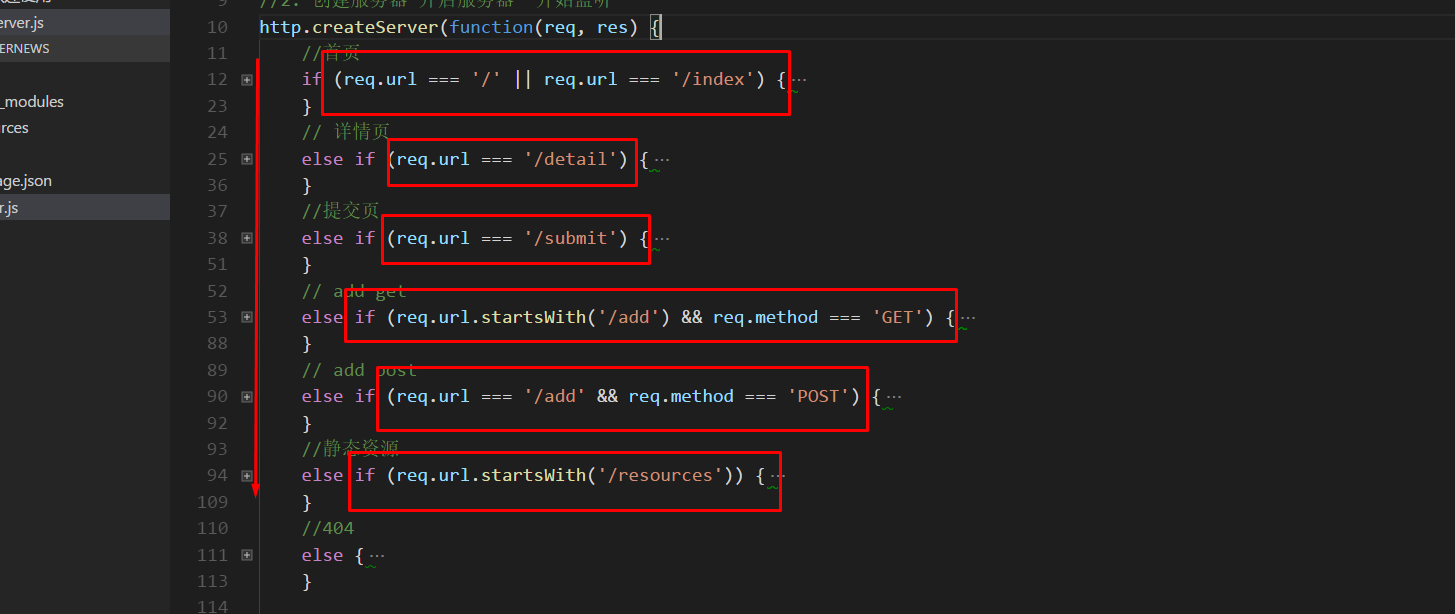 //2. 创建服务器 开启服务器 开始监听
erver.js
10 http.createServer(function(req, res) {
ERNEWS
11 //首页
12 if (req.url === '/' || req.url === '/index') {...
_modules
23 }
rces
24 // 详情页
25 else if (req.url === '/detail') {...
age.json
36 }
r.js
37 //提交页
38 else if (req.url === '/submit') {...
51 }
52 // add get
53 else if (req.url.startsWith('/add') && req.method === 'GET') {...
88 }
89 // add post
90 else if (req.url === '/add' && req.method === 'POST') {...
92 }
93 //静态资源
94 else if (req.url.startsWith('/resources')) {...
109 }
110 //404
111 else {...
113 }
114